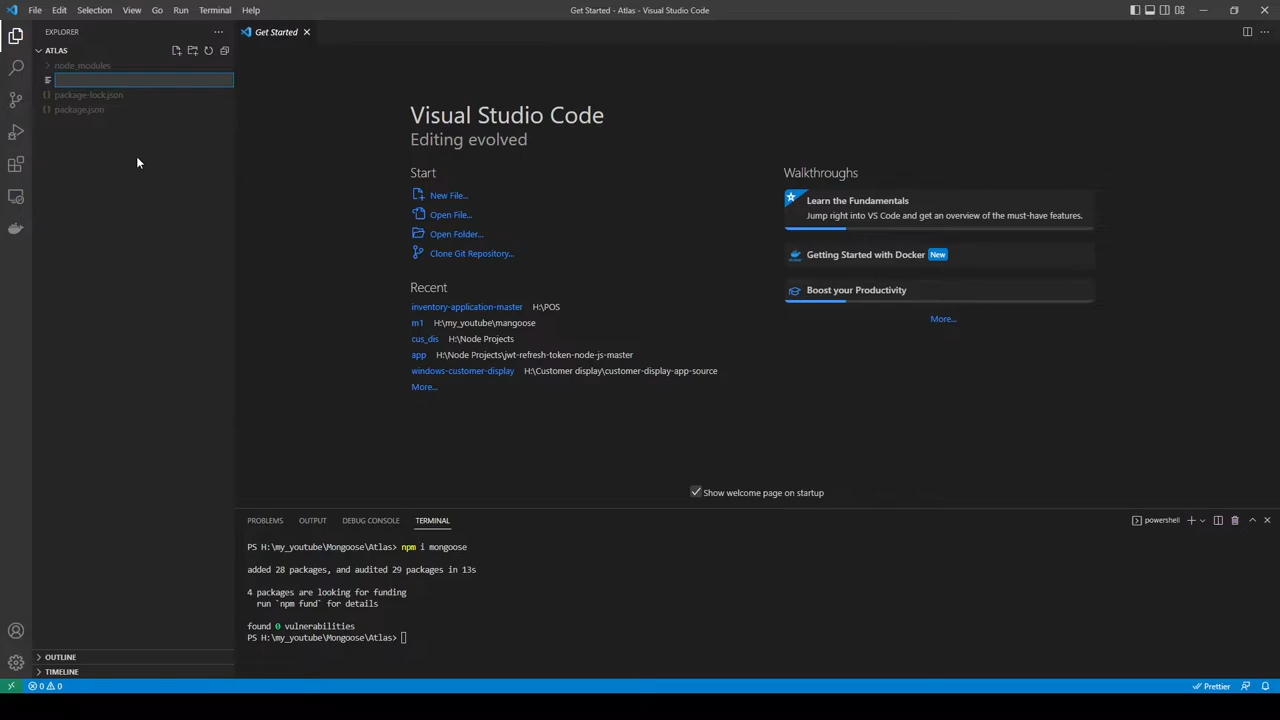 File Edit Selection View Go Run Terminal Help
Get Started - Atlas - Visual Studio Code
EXPLORER
Get Started
ATLAS
node_modules
package-lock.json
package.json
Visual Studio Code
Editing evolved
Start
New File...
Open File...
Open Folder...
Clone Git Repository...
Recent
inventory-application-master H:\POS
m1 H:\my_youtube\mangoose
cus_dis H:\Node Projects
app H:\Node Projects\jwt-refresh-token-node-js-master
windows-customer-display H:\Customer display\customer-display-app-source
More...
Walkthroughs
Learn the Fundamentals
Jump right into VS Code and get an overview of the must-have features.
Getting Started with Docker New
Boost your Productivity
More...
Show welcome page on startup
PROBLEMS OUTPUT DEBUG CONSOLE TERMINAL
powershell
PS H:\my_youtube\Mongoose\Atlas> npm i mongoose
added 28 packages, and audited 29 packages in 13s
4 packages are looking for funding
run `npm fund` for details
found 0 vulnerabilities
PS H:\my_youtube\Mongoose\Atlas>
OUTLINE
TIMELINE
0 0
Prettier